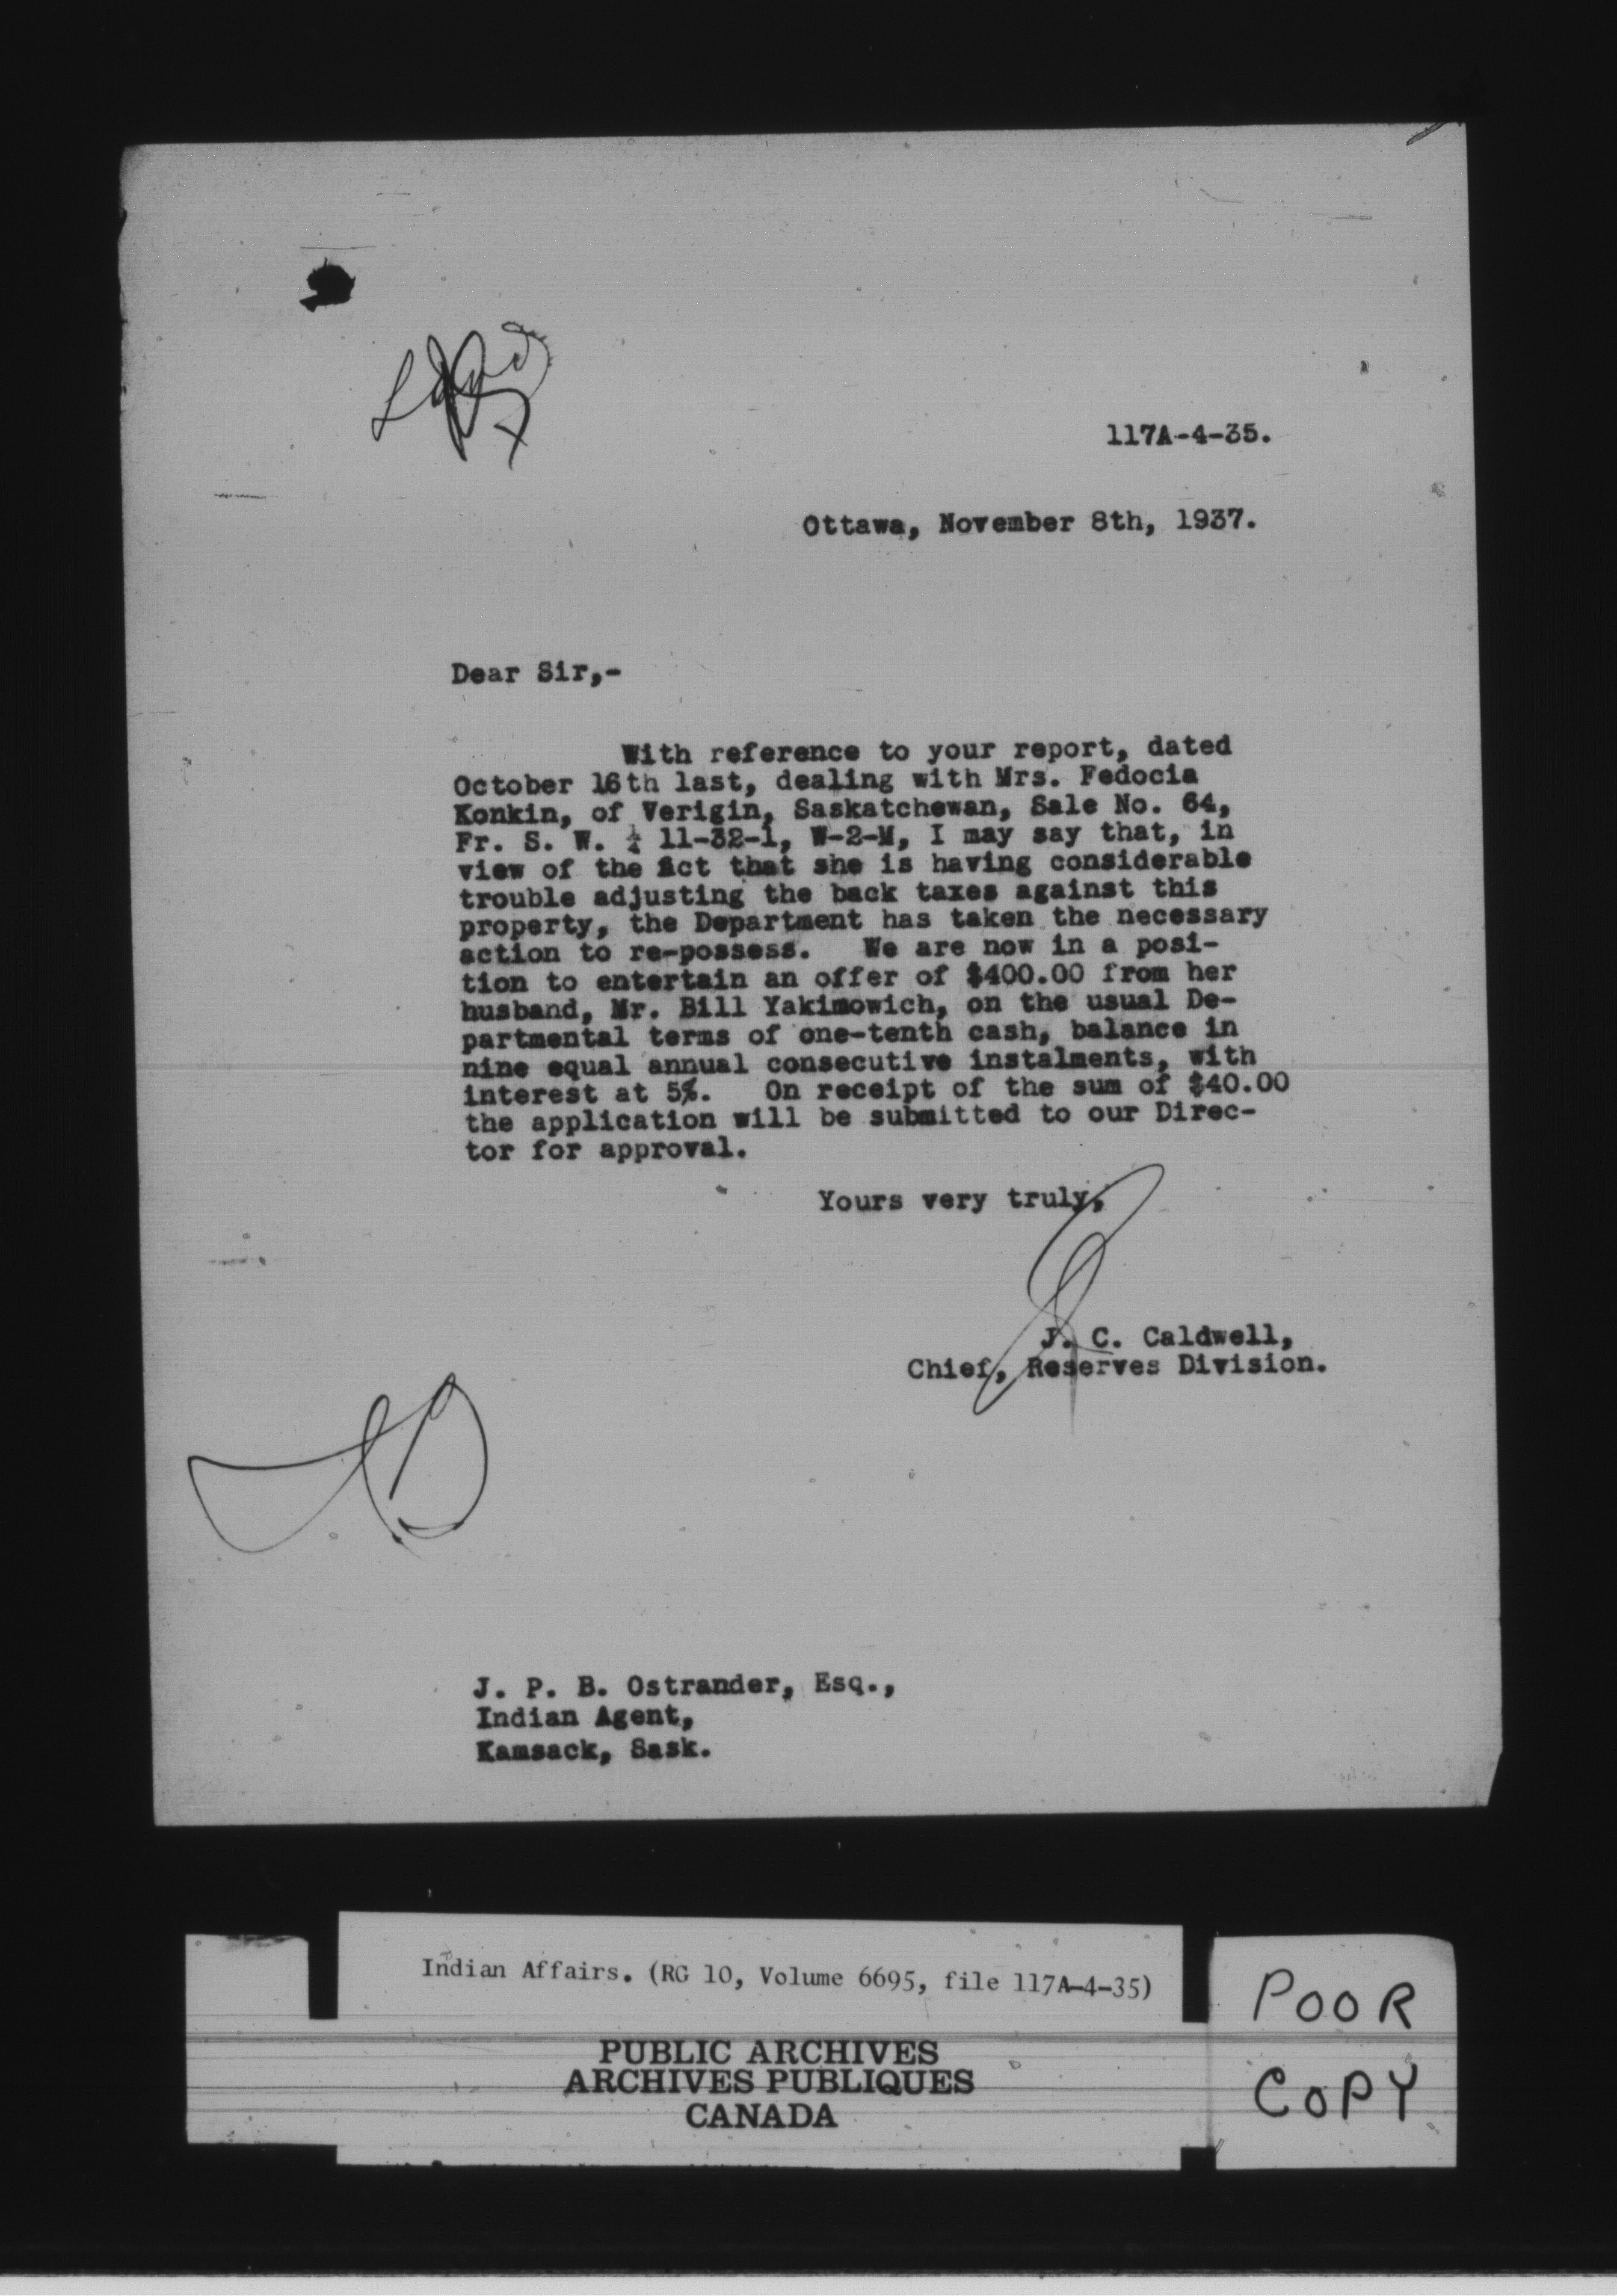 117A-4-35.
Ottawa, November 8th, 1937.
Dear Sir,-
With reference to your report, dated
October 16th last, dealing with Mrs. Fedocia
Konkin, of Verigin, Saskatchewan, Sale No. 64,
Fr. S. W. ¼ 11-32-1, W-2-M, I may say that, in
view of the fact that she is having considerable
trouble adjusting the back taxes against this
property, the Department has taken the necessary
action to re-possess. We are now in a posi-
tion to entertain an offer of $400.00 from her
husband, Mr. Bill Yakimowich, on the usual De-
partmental terms of one-tenth cash, balance in
nine equal annual consecutive instalments, with
interest at 5%. On receipt of the sum of $40.00
the application will be submitted to our Direc-
tor for approval.
Yours very truly,
J. C. Caldwell,
Chief, Reserves Division.
J. P. B. Ostrander, Esq.,
Indian Agent,
Kamsack, Sask.
Indian Affairs. (RG 10, Volume 6695, file 117A-4-35)
PUBLIC ARCHIVES
ARCHIVES PUBLIQUES
CANADA
POOR
COPY